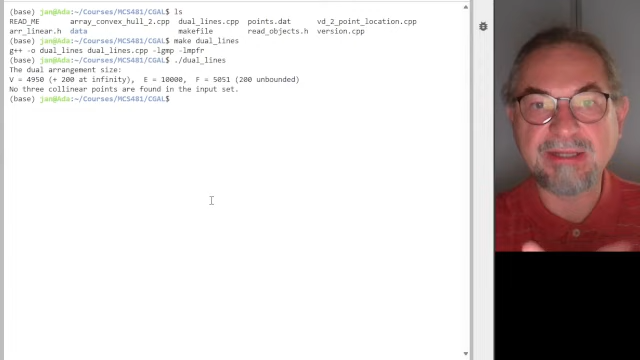 (base) jan@Ada:~/Courses/MCS481/CGAL$ ls
READ_ME array_convex_hull_2.cpp dual_lines.cpp points.dat vd_2_point_location.cpp
arr_linear.h data makefile read_objects.h version.cpp
(base) jan@Ada:~/Courses/MCS481/CGAL$ make dual_lines
g++ -o dual_lines dual_lines.cpp -lgmp -lmpfr
(base) jan@Ada:~/Courses/MCS481/CGAL$ ./dual_lines
The dual arrangement size:
V = 4950 (+ 200 at infinity), E = 10000, F = 5051 (200 unbounded)
No three collinear points are found in the input set.
(base) jan@Ada:~/Courses/MCS481/CGAL$